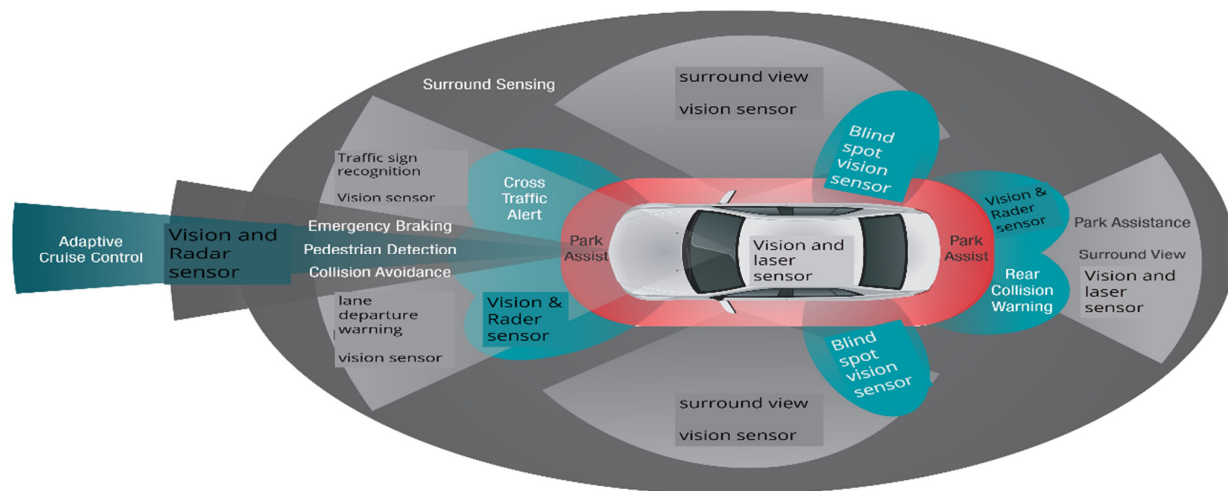 Surround Sensing
surround view
vision sensor
Blind
spot
vision
sensor
Traffic sign
recognition
Vision sensor
Cross
Traffic
Alert
Emergency Braking
Pedestrian Detection
Collision Avoidance
Adaptive
Cruise Control
Vision and
Radar
sensor
lane
departure
warning
vision sensor
Vision &
Rader
sensor
Park
Assist
Vision and
laser
sensor
Park
Assist
Vision &
Rader
sensor
Rear
Collision
Warning
Park Assistance
Surround View
Vision and
laser
sensor
Blind
spot
vision
sensor
surround view
vision sensor